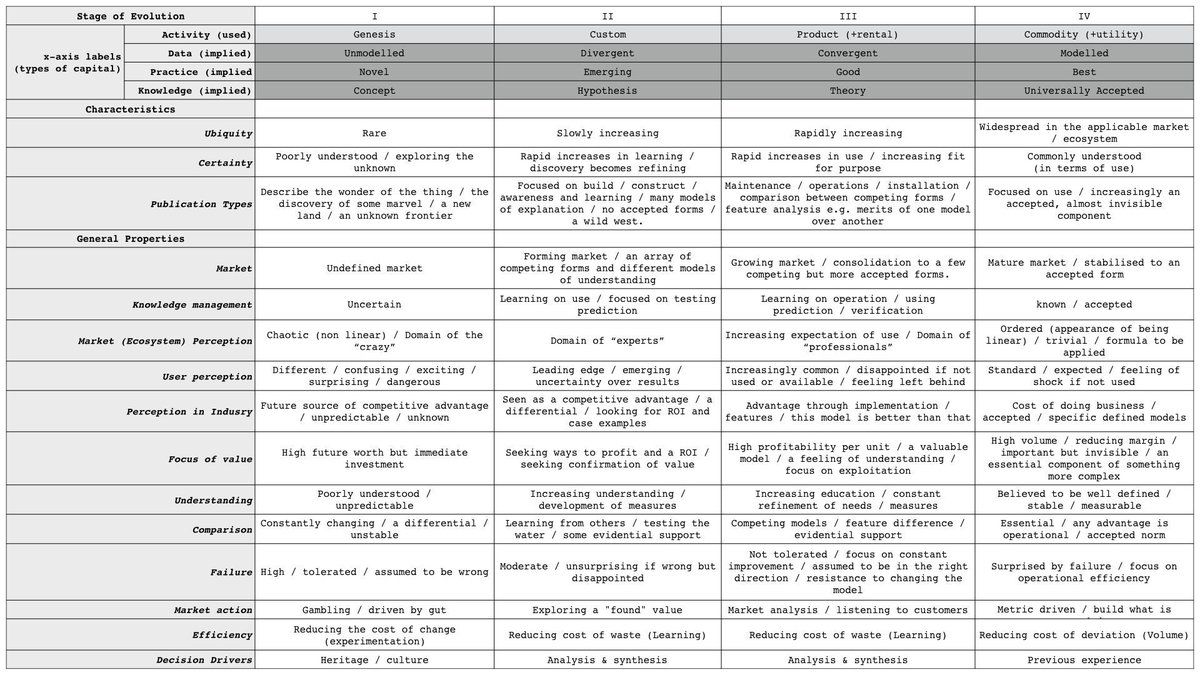 Stage of Evolution I II III IV
x-axis labels
(types of capital)
Activity (used) Genesis Custom Product (+rental) Commodity (+utility)
Data (implied) Unmodelled Divergent Convergent Modelled
Practice (implied Novel Emerging Good Best
Knowledge (implied) Concept Hypothesis Theory Universally Accepted
Characteristics
Ubiquity
Rare
Slowly increasing
Rapidly increasing
Widespread in the applicable market
/ ecosystem
Certainty
Poorly understood / exploring the
unknown
Rapid increases in learning /
discovery becomes refining
Rapid increases in use / increasing fit
for purpose
Commonly understood
(in terms of use)
Publication Types
Describe the wonder of the thing / the
discovery of some marvel / a new
land / an unknown frontier
Focused on build / construct /
awareness and learning / many models
of explanation / no accepted forms /
a wild west.
Maintenance / operations / installation /
comparison between competing forms /
feature analysis e.g. merits of one model
over another
Focused on use / increasingly an
accepted, almost invisible
component
General Properties
Market
Undefined market
Forming market / an array of
competing forms and different models
of understanding
Growing market / consolidation to a few
competing but more accepted forms.
Mature market / stabilised to an
accepted form
Knowledge management
Uncertain
Learning on use / focused on testing
prediction
Learning on operation / using
prediction / verification
known / accepted
Market (Ecosystem) Perception
Chaotic (non linear) / Domain of the
“crazy”
Domain of “experts”
Increasing expectation of use / Domain of
“professionals”
Ordered (appearance of being
linear) / trivial / formula to be
applied
User perception
Different / confusing / exciting /
surprising / dangerous
Leading edge / emerging /
uncertainty over results
Increasingly common / disappointed if not
used or available / feeling left behind
Standard / expected / feeling of
shock if not used
Perception in Indusry
Future source of competitive advantage
/ unpredictable / unknown
Seen as a competitive advantage / a
differential / looking for ROI and
case examples
Advantage through implementation /
features / this model is better than that
Cost of doing business /
accepted / specific defined models
Focus of value
High future worth but immediate
investment
Seeking ways to profit and a ROI /
seeking confirmation of value
High profitability per unit / a valuable
model / a feeling of understanding /
focus on exploitation
High volume / reducing margin /
important but invisible / an
essential component of something
more complex
Understanding
Poorly understood /
unpredictable
Increasing understanding /
development of measures
Increasing education / constant
refinement of needs / measures
Believed to be well defined /
stable / measurable
Comparison
Constantly changing / a differential /
unstable
Learning from others / testing the
water / some evidential support
Competing models / feature difference /
evidential support
Essential / any advantage is
operational / accepted norm
Failure
High / tolerated / assumed to be wrong
Moderate / unsurprising if wrong but
disappointed
Not tolerated / focus on constant
improvement / assumed to be in the right
direction / resistance to changing the
model
Surprised by failure / focus on
operational efficiency
Market action
Gambling / driven by gut
Exploring a "found" value
Market analysis / listening to customers
Metric driven / build what is
Efficiency
Reducing the cost of change
(experimentation)
Reducing cost of waste (Learning)
Reducing cost of waste (Learning)
Reducing cost of deviation (Volume)
Decision Drivers
Heritage / culture
Analysis & synthesis
Analysis & synthesis
Previous experience